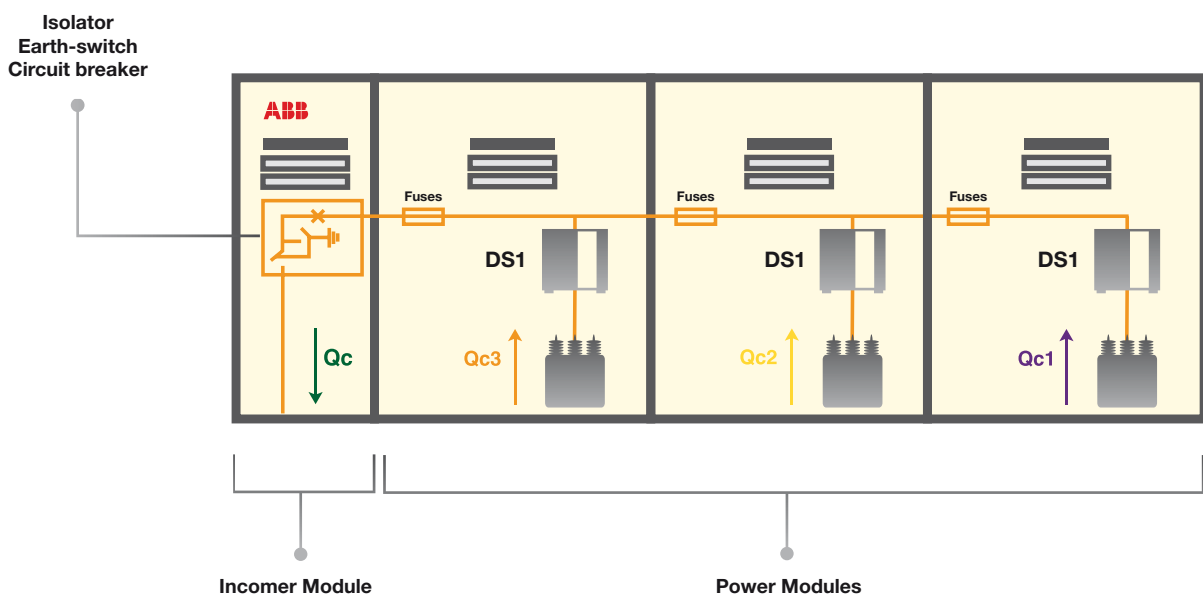 Isolator
Earth-switch
Circuit breaker
ABB
Fuses
Fuses
Fuses
DS1
DS1
DS1
Qc
Qc3
Qc2
Qc1
Incomer Module
Power Modules